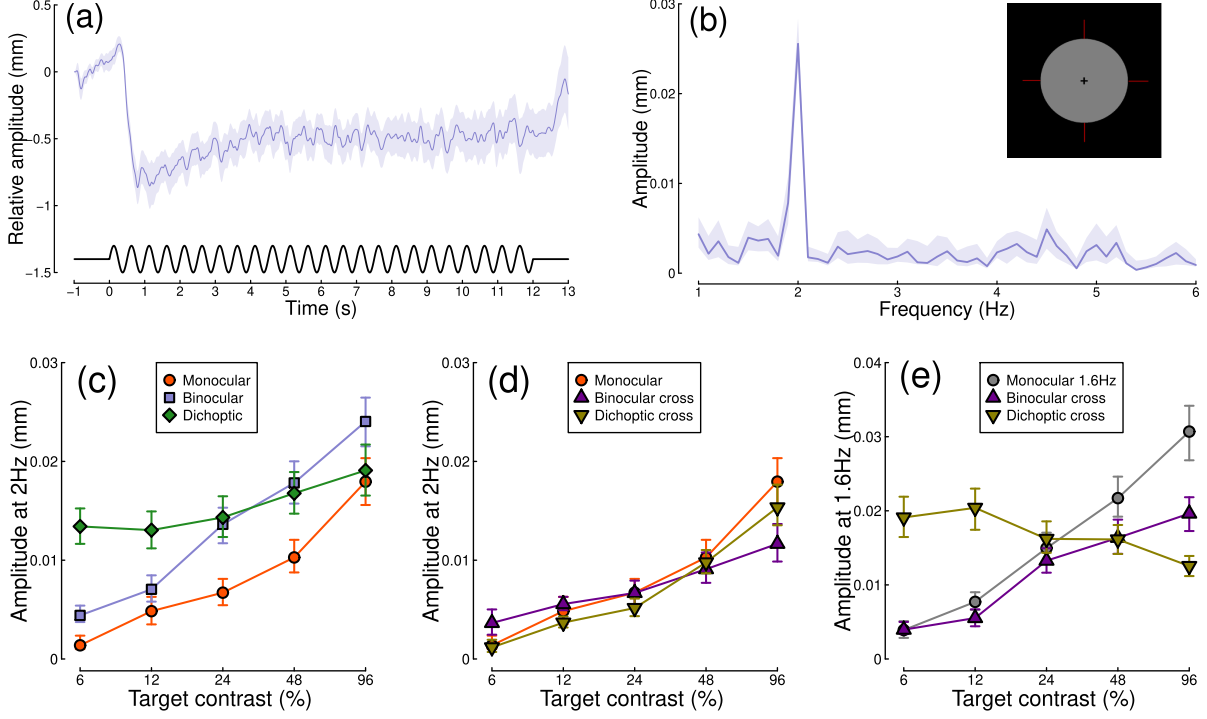 (a)
Relative amplitude (mm)
0.5
0
−0.5
−1
−1.5
−1 0 1 2 3 4 5 6 7 8 9 10 11 12 13
Time (s)
(b)
Amplitude (mm)
0.03
0.02
0.01
0
1 2 3 4 5 6
Frequency (Hz)
(c)
Monocular
Binocular
Dichoptic
Amplitude at 2Hz (mm)
0.03
0.02
0.01
0
6 12 24 48 96
Target contrast (%)
(d)
Monocular
Binocular cross
Dichoptic cross
Amplitude at 2Hz (mm)
0.03
0.02
0.01
0
6 12 24 48 96
Target contrast (%)
(e)
Monocular 1.6Hz
Binocular cross
Dichoptic cross
Amplitude at 1.6Hz (mm)
0.04
0.03
0.02
0.01
0
6 12 24 48 96
Target contrast (%)